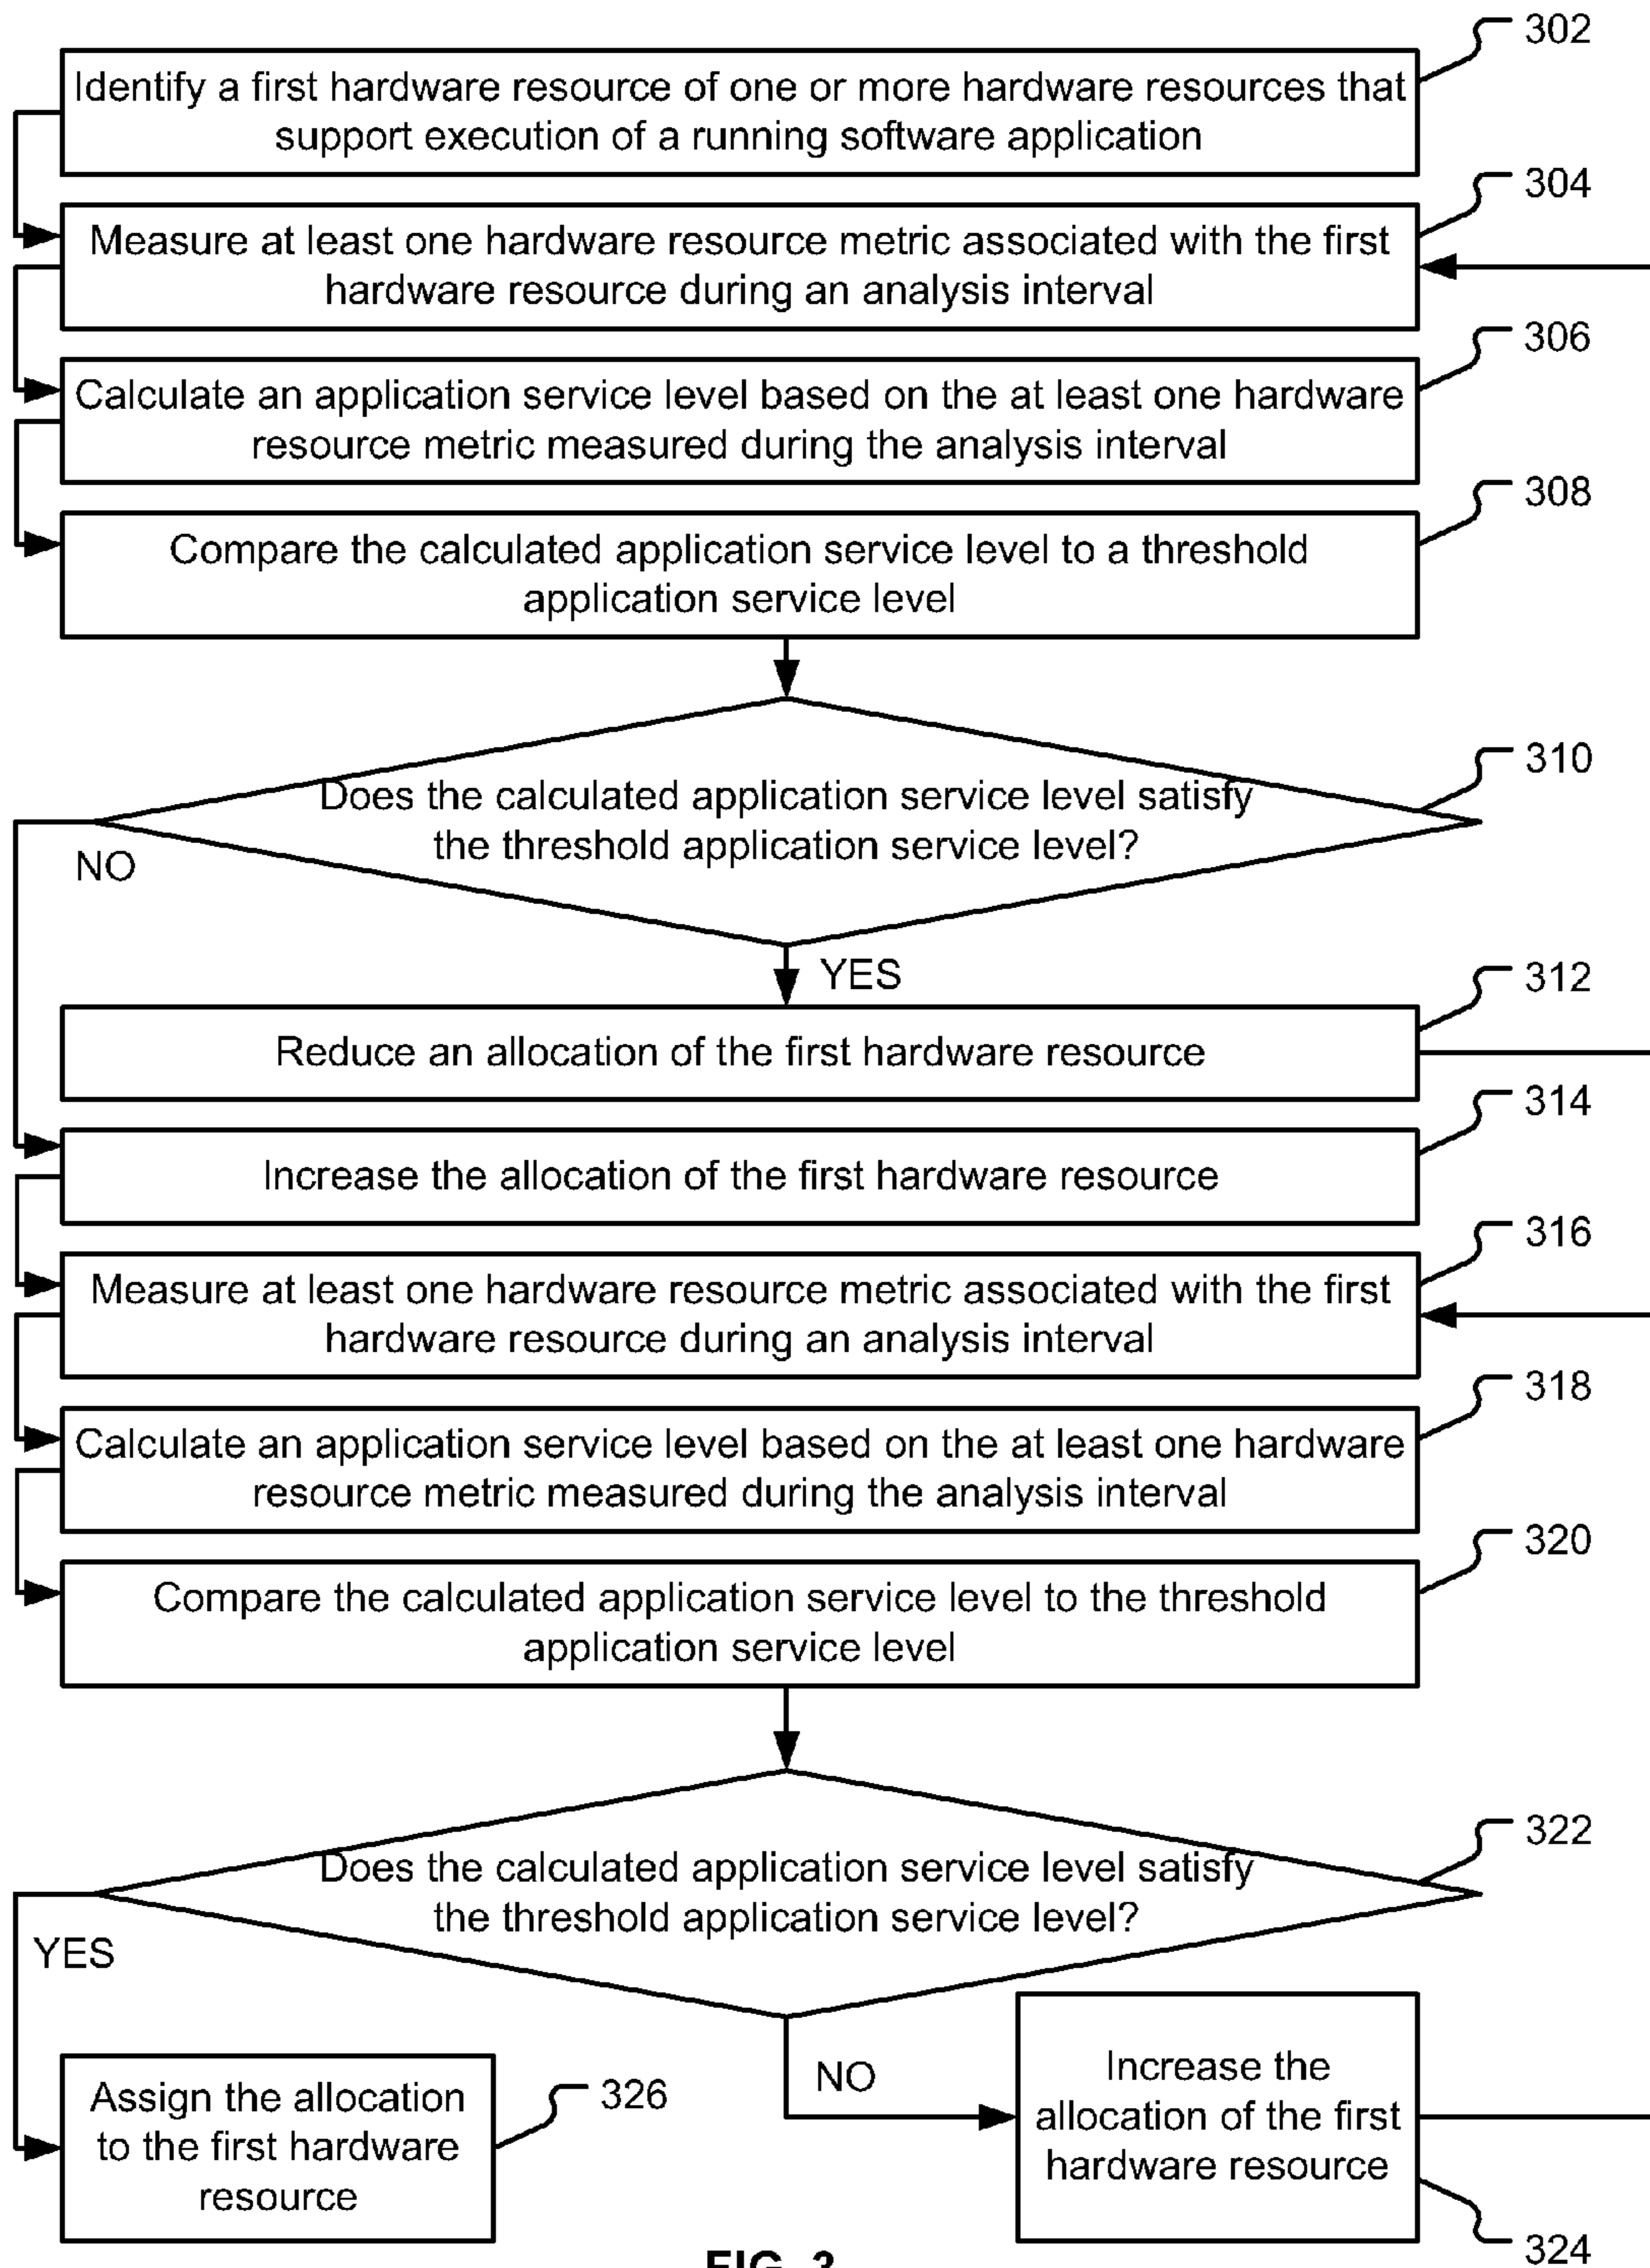 302
Identify a first hardware resource of one or more hardware resources that
support execution of a running software application
304
Measure at least one hardware resource metric associated with the first
hardware resource during an analysis interval
306
Calculate an application service level based on the at least one hardware
resource metric measured during the analysis interval
308
Compare the calculated application service level to a threshold
application service level
310
Does the calculated application service level satisfy
the threshold application service level?
NO
YES
312
Reduce an allocation of the first hardware resource
314
Increase the allocation of the first hardware resource
316
Measure at least one hardware resource metric associated with the first
hardware resource during an analysis interval
318
Calculate an application service level based on the at least one hardware
resource metric measured during the analysis interval
320
Compare the calculated application service level to the threshold
application service level
322
Does the calculated application service level satisfy
the threshold application service level?
YES
NO
Assign the allocation
to the first hardware
resource
326
Increase the
allocation of the first
hardware resource
324
FIG. 3